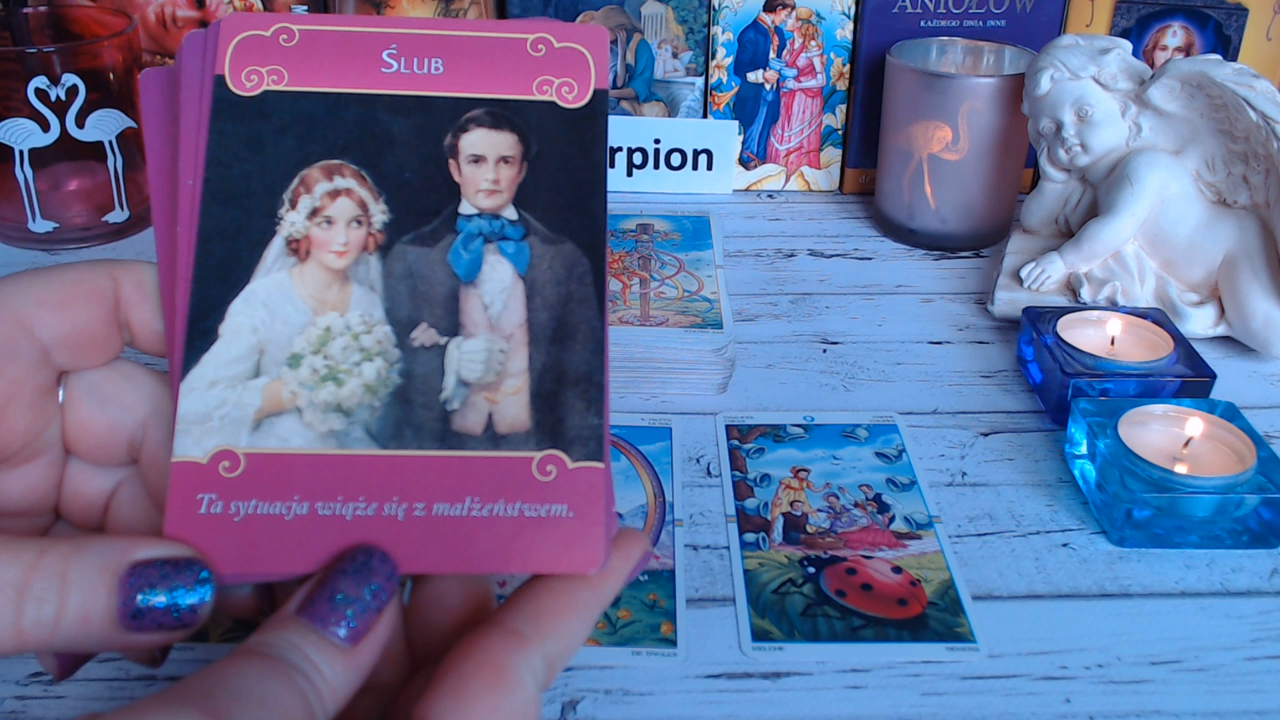 ŚLUB
ANIOŁÓW
KAŻDEGO DNIA INNE
rpion
Ta sytuacja wiąże się z małżeństwem.